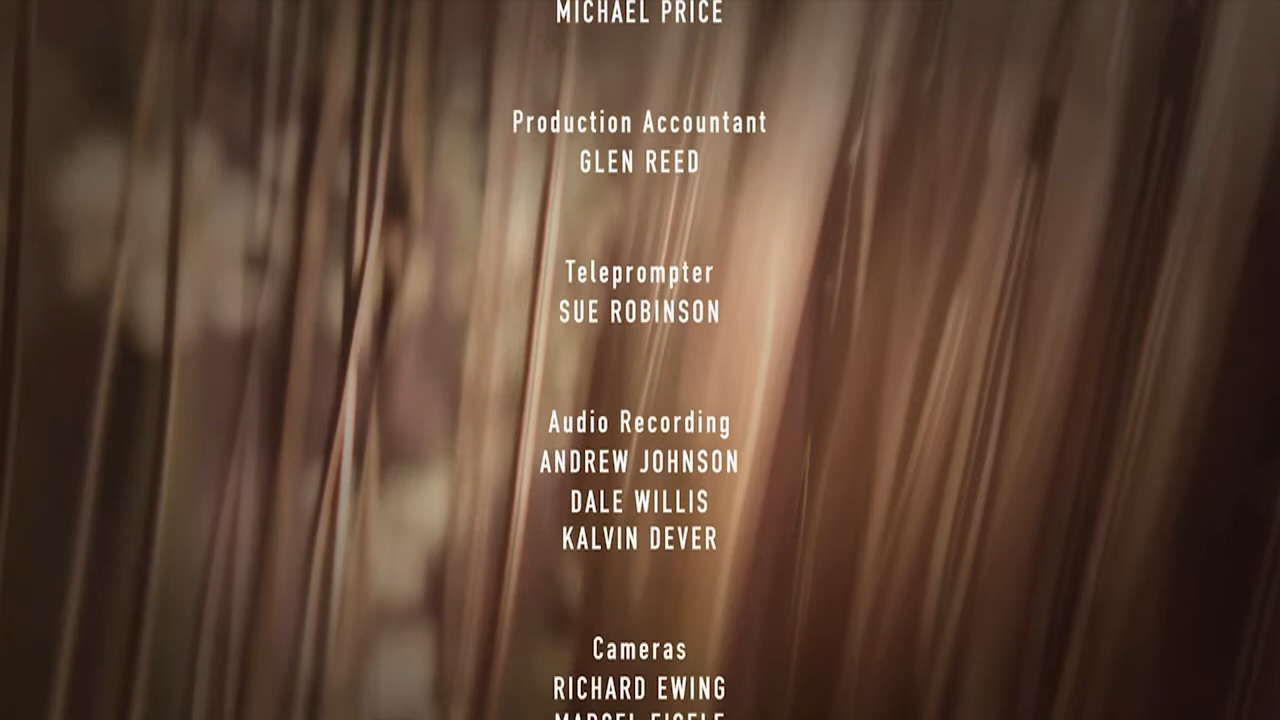 MICHAEL PRICE
Production Accountant
GLEN REED
Teleprompter
SUE ROBINSON
Audio Recording
ANDREW JOHNSON
DALE WILLIS
KALVIN DEVER
Cameras
RICHARD EWING